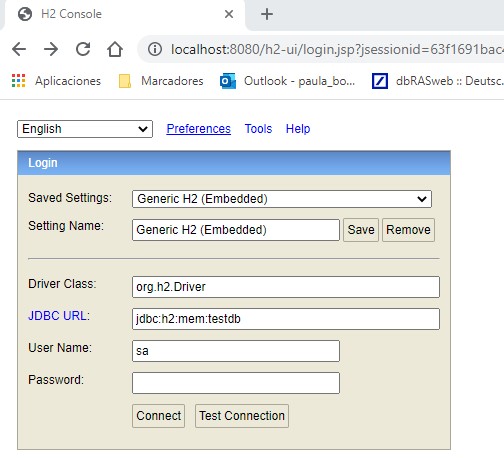 H2 Console
localhost:8080/h2-ui/login.jsp?jsessionid=63f1691bac4
Aplicaciones Marcadores Outlook - paula_bo... dbRASweb :: Deutsc.
English Preferences Tools Help
Login
Saved Settings: Generic H2 (Embedded)
Setting Name: Generic H2 (Embedded) Save Remove
Driver Class: org.h2.Driver
JDBC URL: jdbc:h2:mem:testdb
User Name: sa
Password:
Connect Test Connection